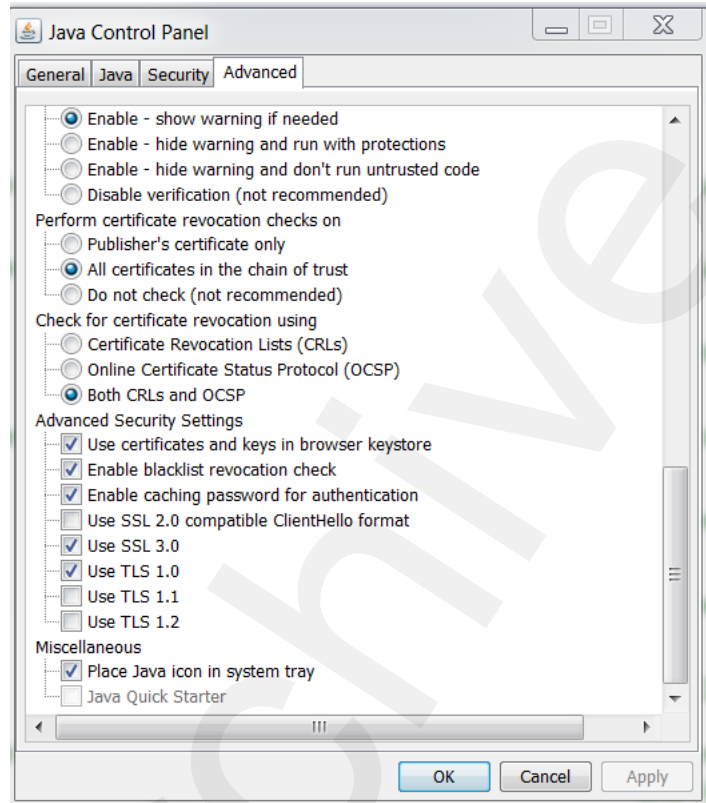 Java Control Panel
General Java Security Advanced
Enable - show warning if needed
Enable - hide warning and run with protections
Enable - hide warning and don't run untrusted code
Disable verification (not recommended)
Perform certificate revocation checks on
Publisher's certificate only
All certificates in the chain of trust
Do not check (not recommended)
Check for certificate revocation using
Certificate Revocation Lists (CRLs)
Online Certificate Status Protocol (OCSP)
Both CRLs and OCSP
Advanced Security Settings
Use certificates and keys in browser keystore
Enable blacklist revocation check
Enable caching password for authentication
Use SSL 2.0 compatible ClientHello format
Use SSL 3.0
Use TLS 1.0
Use TLS 1.1
Use TLS 1.2
Miscellaneous
Place Java icon in system tray
Java Quick Starter
OK Cancel Apply